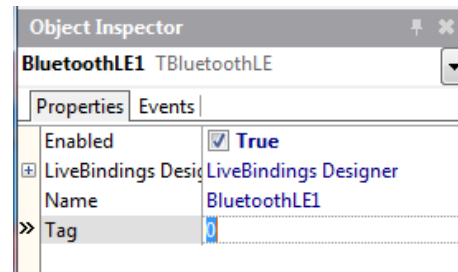 Object Inspector
BluetoothLE1 TBluetoothLE
Properties Events
Enabled True
LiveBindings Desig LiveBindings Designer
Name BluetoothLE1
Tag 0